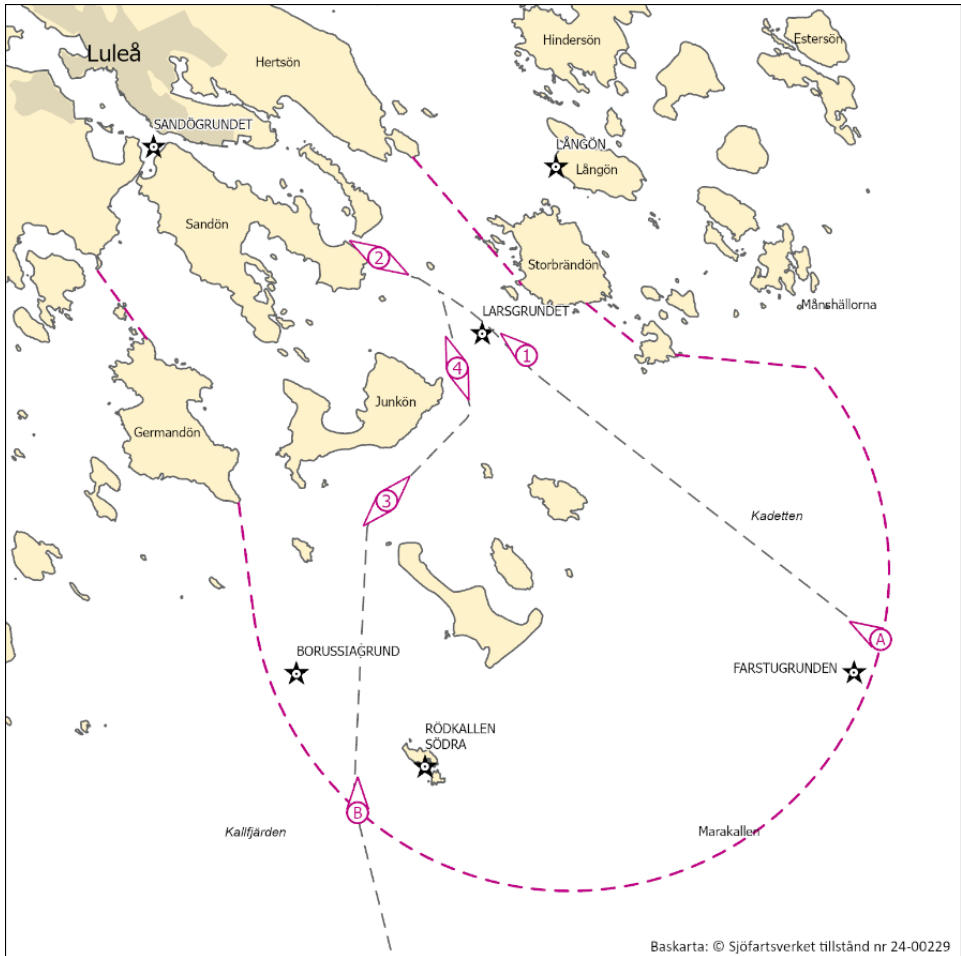 Hindersön
Estersön
Luleå
Hertsön
SANDÖGRUNDET
LÅNGÖN
Långön
Sandön
2
Storbrändön
Månshällorna
LARSGRUNDET
1
4
Junkön
Germandön
3
Kadetten
A
BORUSSIAGRUND
FARSTUGRUNDEN
RÖDKALLEN
SÖDRA
B
Kallfjärden
Marakallen
Baskarta: © Sjöfartsverket tillstånd nr 24-00229